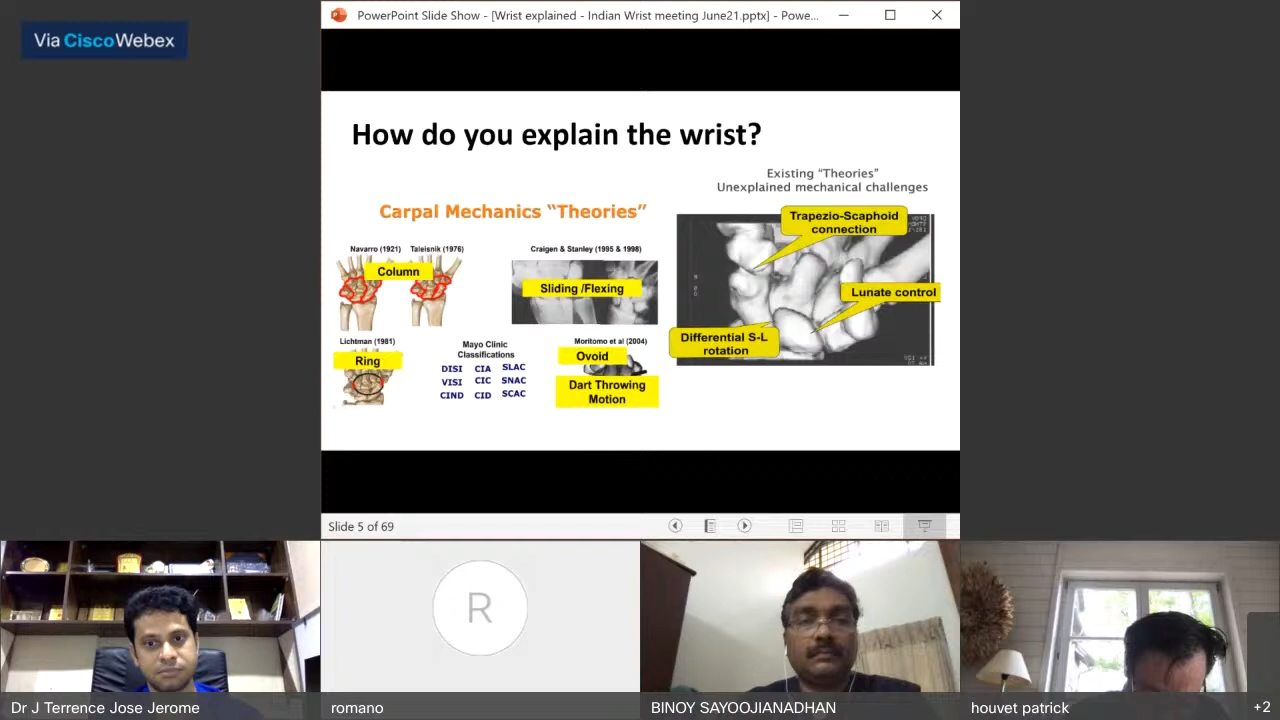 PowerPoint Slide Show - [Wrist explained - Indian Wrist meeting June21.pptx] - Powe...
Via CiscoWebex
How do you explain the wrist?
Existing "Theories"
Unexplained mechanical challenges
Carpal Mechanics "Theories"
Navarro (1921) Taleisnik (1976)
Column
Craigen & Stanley (1995 & 1998)
Sliding /Flexing
Lichtman (1981)
Ring
Mayo Clinic
Classifications
DISI CIA SLAC
VISI CIC SNAC
CIND CID SCAC
Moritomo et al (2004)
Ovoid
Dart Throwing
Motion
Trapezio-Scaphoid
connection
Lunate control
Differential S-L
rotation
Slide 5 of 69
R
Dr J Terrence Jose Jerome
romano
BINOY SAYOOJIANADHAN
houvet patrick
+2